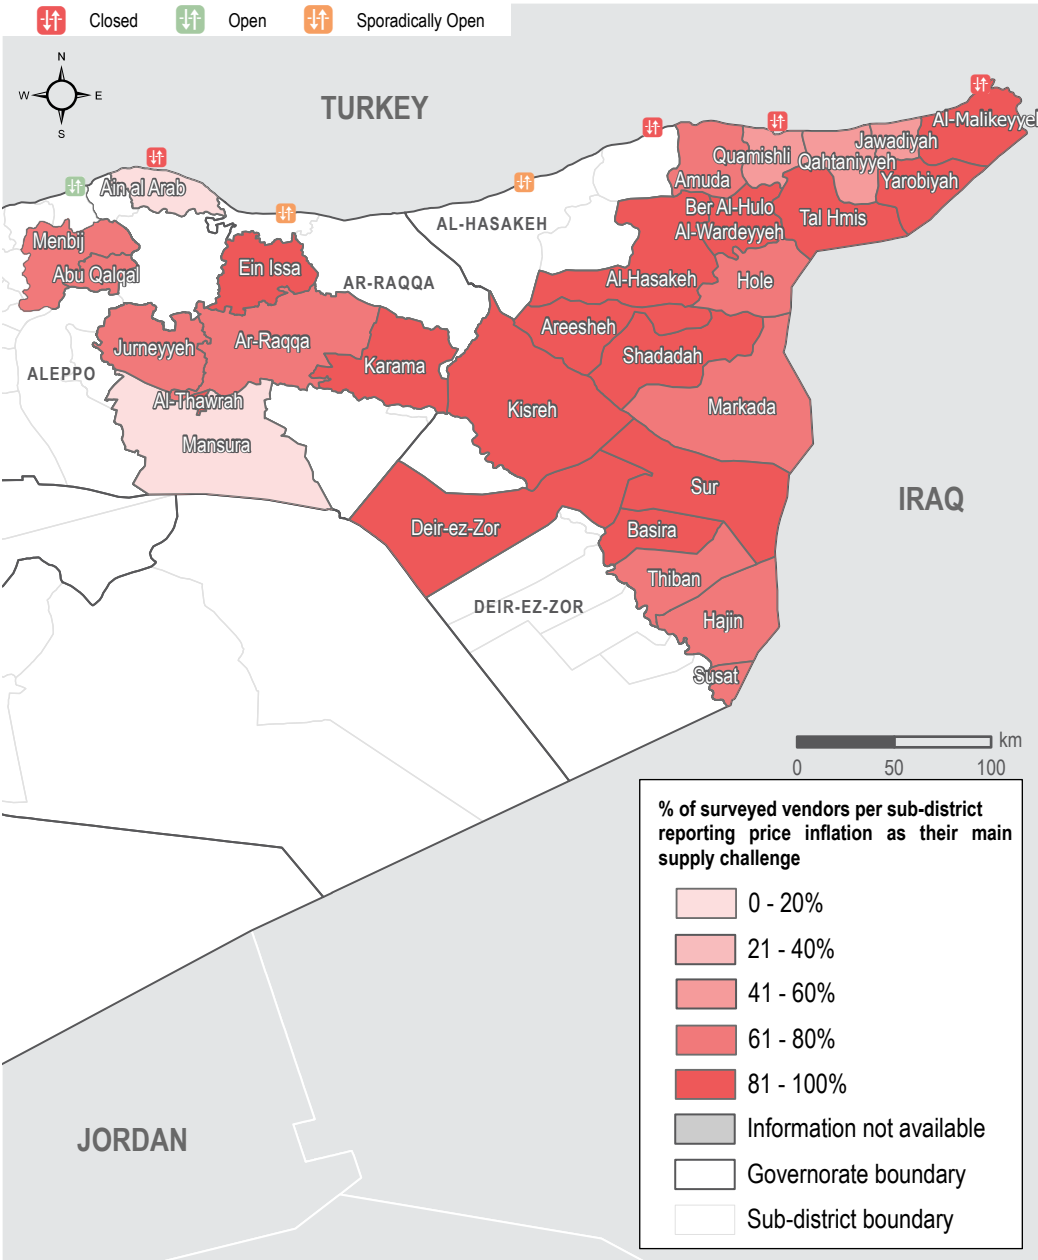 Closed Open Sporadically Open
N
W E
S
TURKEY
Al-Malikeyyeh
Jawadiyah
Quamishli
Qahtaniyyeh
Amuda
Yarobiyah
Ain al Arab
Ber Al-Hulo
Al-Wardeyyeh
Tal Hmis
AL-HASAKEH
Menbij
Abu Qalqal
Ein Issa
AR-RAQQA
Al-Hasakeh
Hole
Areesheh
Jurneyyeh
Ar-Raqqa
Shadadah
ALEPPO
Karama
Al-Thawrah
Kisreh
Markada
Mansura
Sur
IRAQ
Deir-ez-Zor
Basira
Thiban
DEIR-EZ-ZOR
Hajin
Susat
km
0 50 100
% of surveyed vendors per sub-district
reporting price inflation as their main
supply challenge
0 - 20%
21 - 40%
41 - 60%
61 - 80%
81 - 100%
Information not available
Governorate boundary
Sub-district boundary
JORDAN